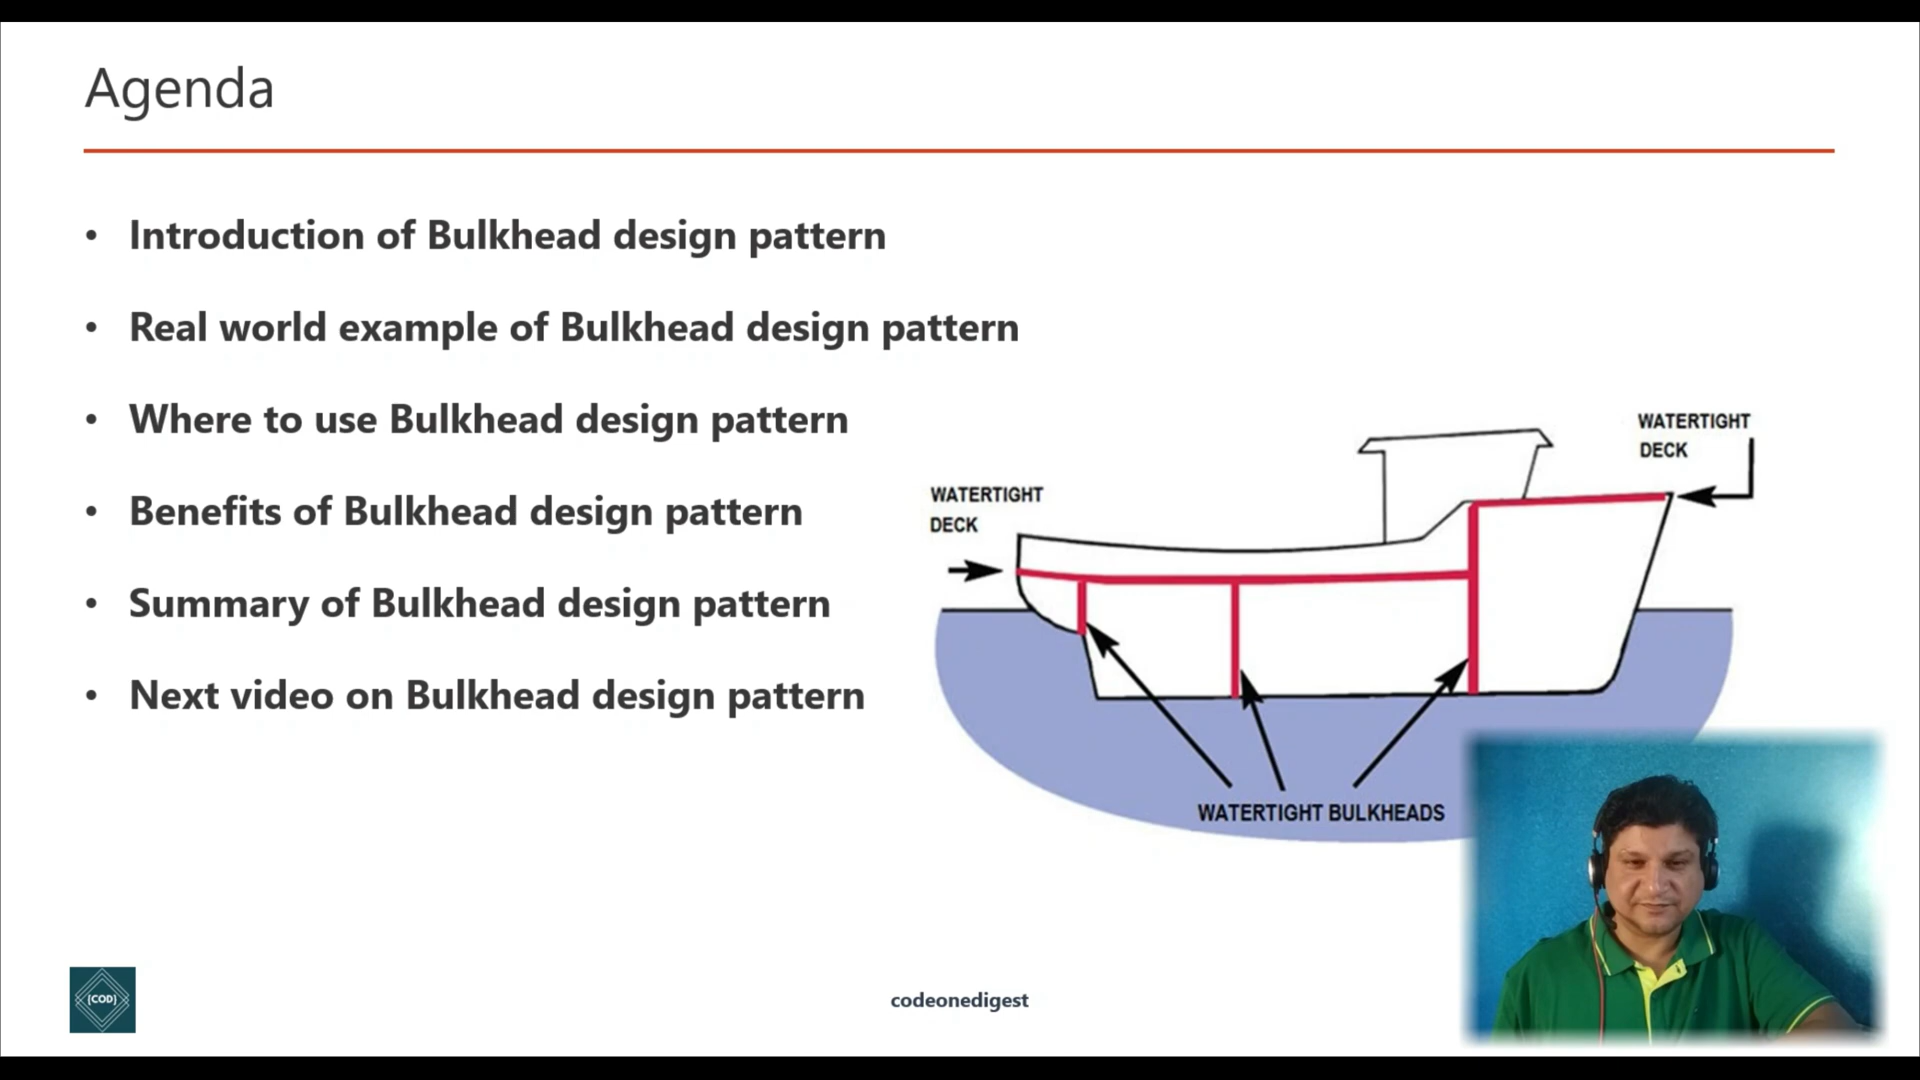 Agenda
• Introduction of Bulkhead design pattern
• Real world example of Bulkhead design pattern
• Where to use Bulkhead design pattern
• Benefits of Bulkhead design pattern
• Summary of Bulkhead design pattern
• Next video on Bulkhead design pattern
WATERTIGHT
DECK
WATERTIGHT
DECK
WATERTIGHT BULKHEADS
{COD}
codeonedigest